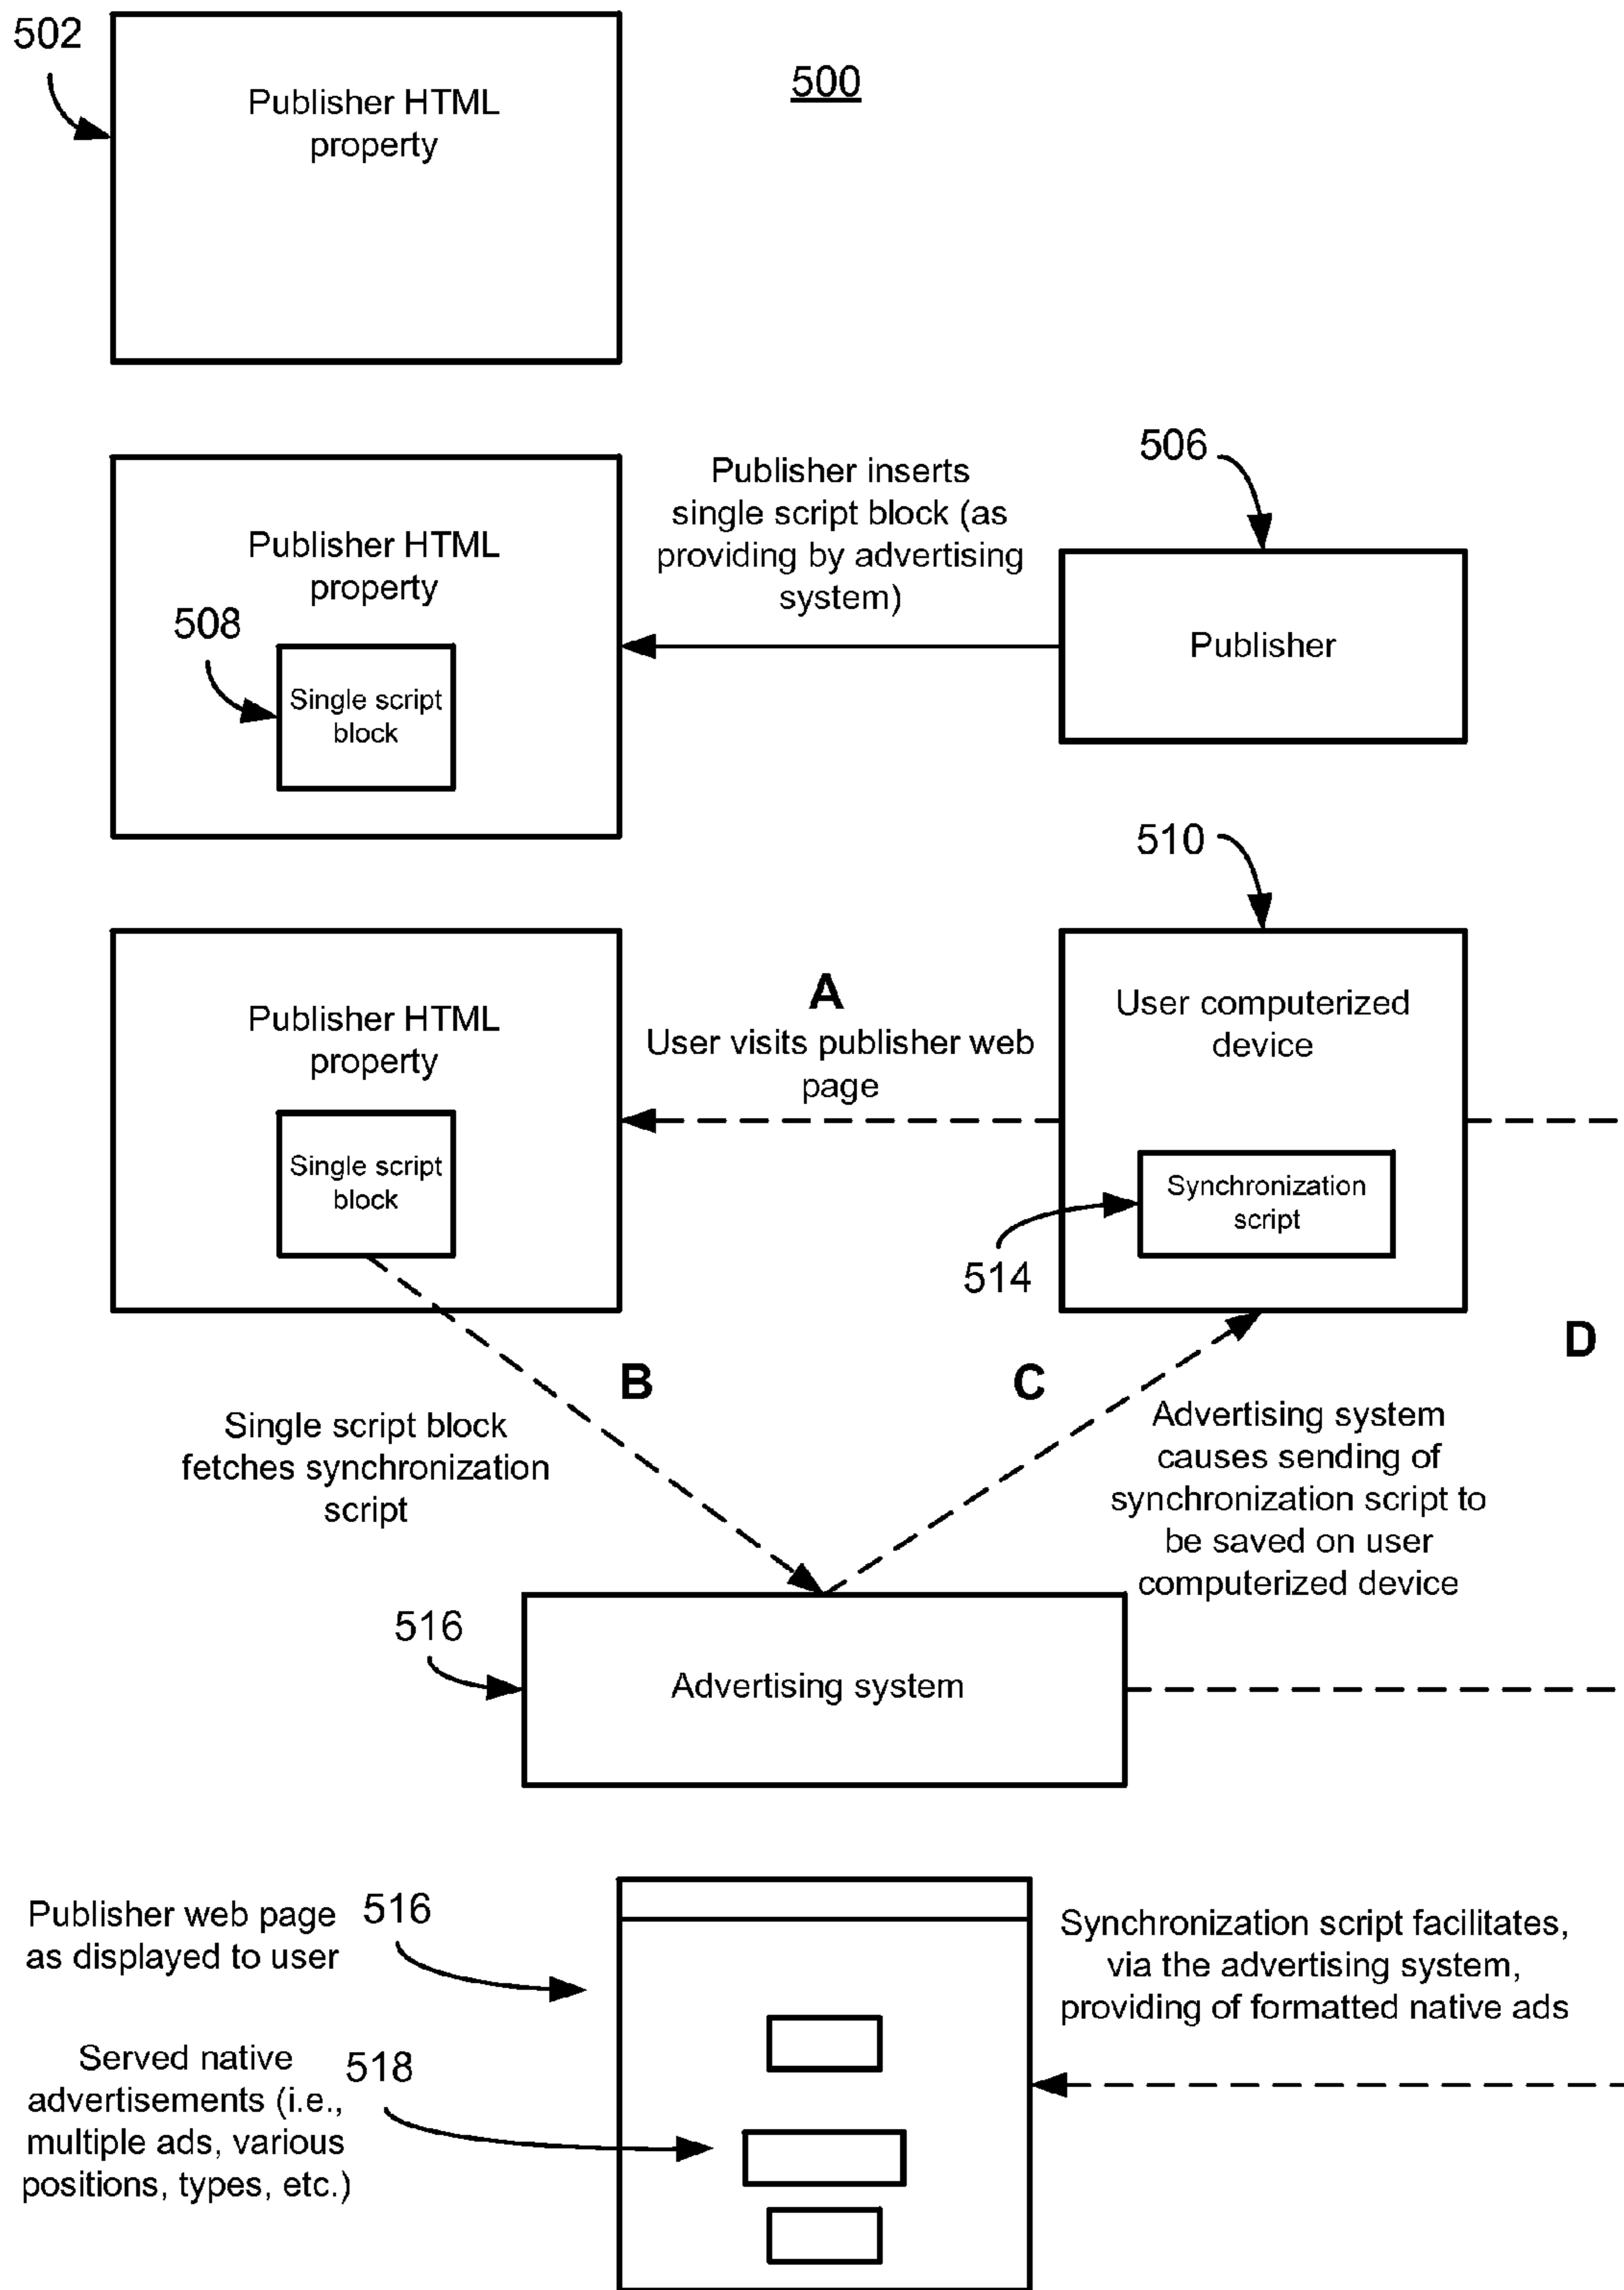 502
500
Publisher HTML
property
506
Publisher inserts
single script block (as
providing by advertising
system)
Publisher HTML
property
508
Single script
block
Publisher
510
A
User visits publisher web
page
Publisher HTML
property
Single script
block
User computerized
device
Synchronization
script
514
B
C
D
Single script block
fetches synchronization
script
Advertising system
causes sending of
synchronization script to
be saved on user
computerized device
516
Advertising system
Publisher web page
as displayed to user
516
Synchronization script facilitates,
via the advertising system,
providing of formatted native ads
Served native
advertisements (i.e.,
multiple ads, various
positions, types, etc.)
518